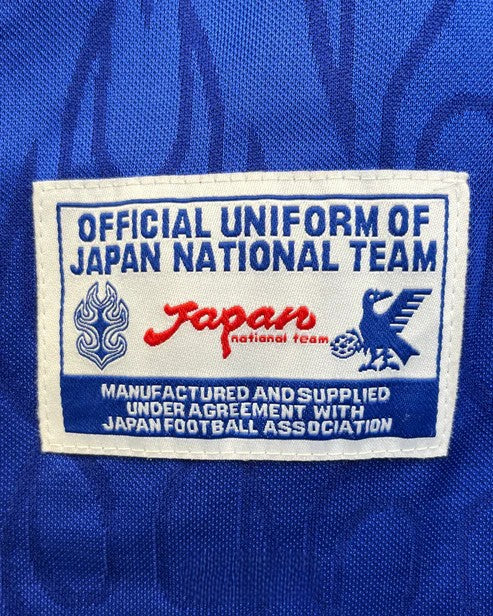 OFFICIAL UNIFORM OF
JAPAN NATIONAL TEAM
Japan
national team
MANUFACTURED AND SUPPLIED
UNDER AGREEMENT WITH
JAPAN FOOTBALL ASSOCIATION